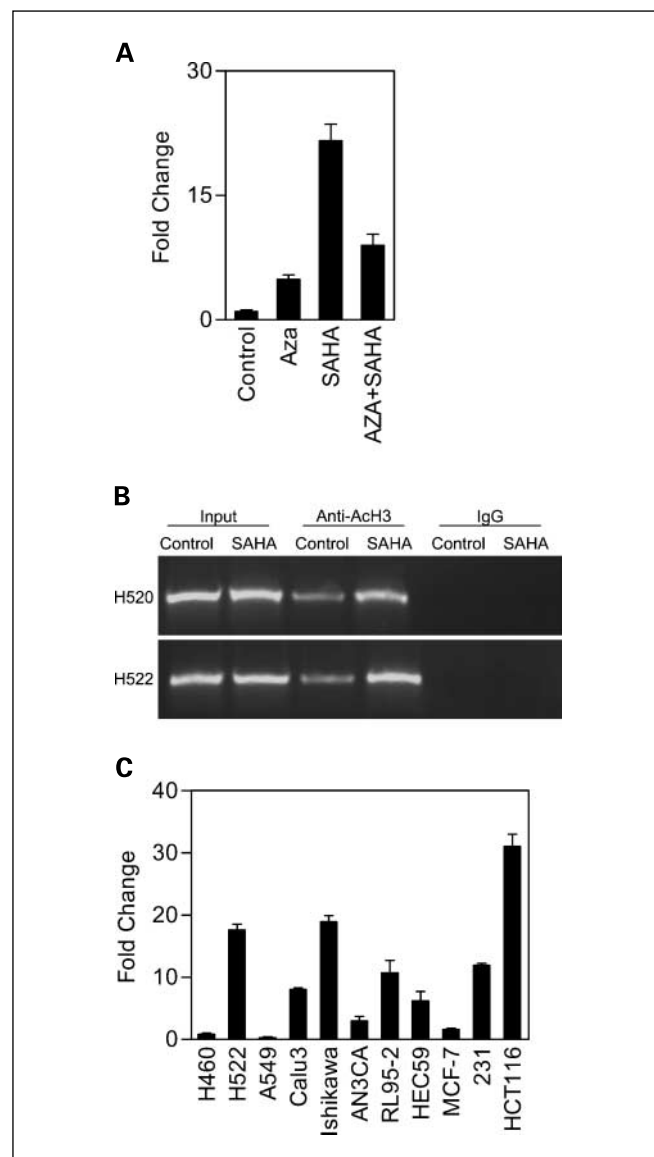 A
30
15
0
Fold Change
Control
Aza
SAHA
AZA+SAHA
B
Input Anti-AcH3 IgG
Control SAHA Control SAHA Control SAHA
H520
H522
C
40
30
20
10
0
Fold Change
H460
H522
A549
Calu3
Ishikawa
AN3CA
RL95-2
HEC59
MCF-7
231
HCT116